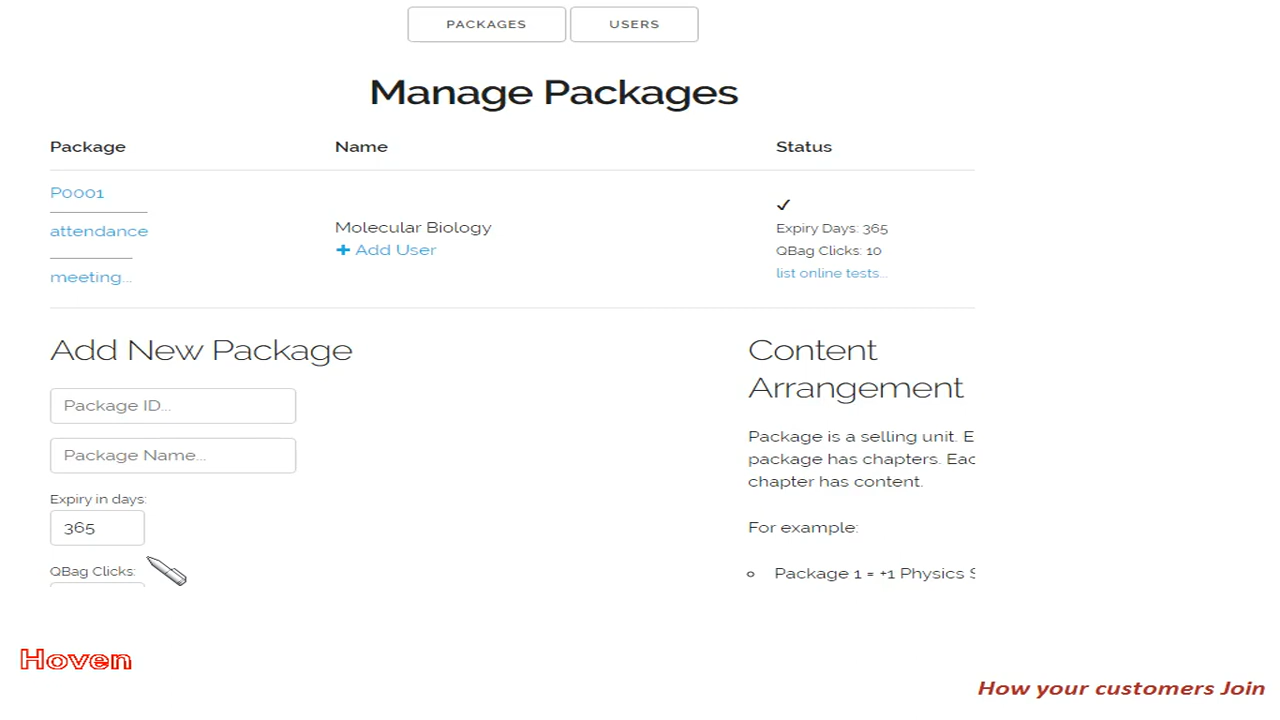 PACKAGES
USERS
Manage Packages
Package
Name
Status
P0001
attendance
meeting...
Molecular Biology
+ Add User
✓
Expiry Days: 365
QBag Clicks: 10
list online tests...
Add New Package
Package ID...
Package Name...
Expiry in days:
365
QBag Clicks:
Content
Arrangement
Package is a selling unit. E
package has chapters. Eac
chapter has content.
For example:
Package 1 = +1 Physics S
Hoven
How your customers Join